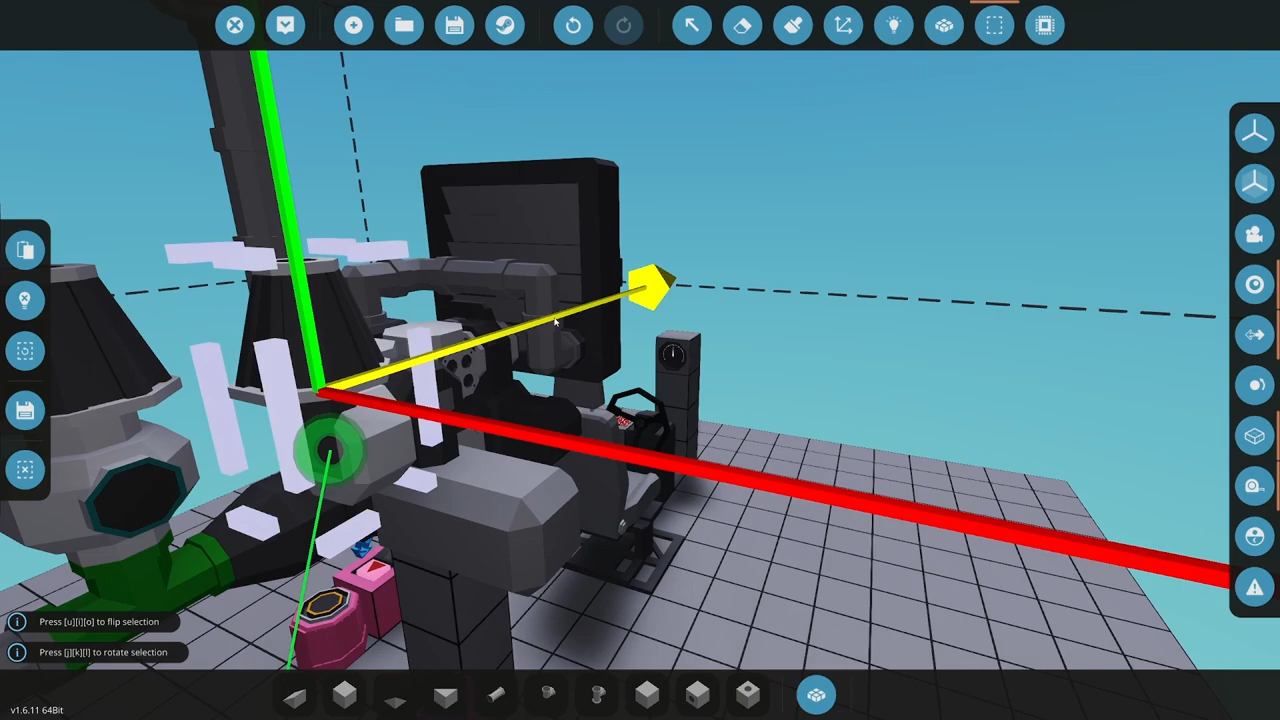 Press [u][i][o] to flip selection
Press [j][k][l] to rotate selection
v1.6.11 64Bit